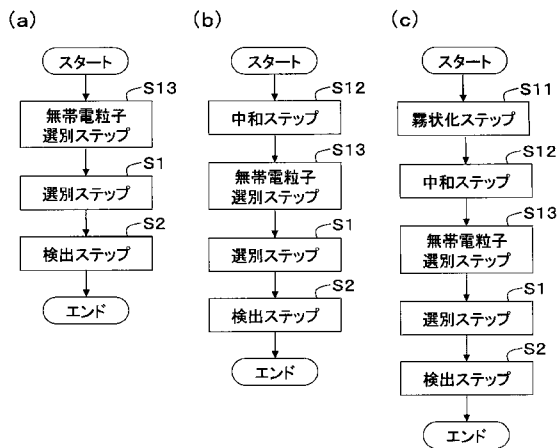 (a)
スタート
S13
無帯電粒子
選別ステップ
S1
選別ステップ
S2
検出ステップ
エンド
(b)
スタート
S12
中和ステップ
S13
無帯電粒子
選別ステップ
S1
選別ステップ
S2
検出ステップ
エンド
(c)
スタート
S11
霧状化ステップ
S12
中和ステップ
S13
無帯電粒子
選別ステップ
S1
選別ステップ
S2
検出ステップ
エンド